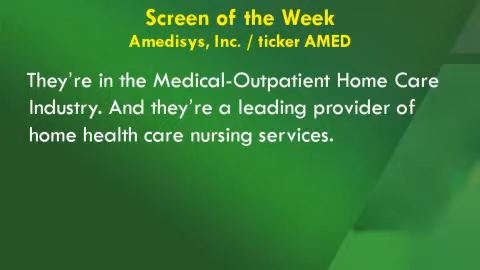 Screen of the Week
Amedisys, Inc. / ticker AMED
They're in the Medical-Outpatient Home Care
Industry. And they're a leading provider of
home health care nursing services.